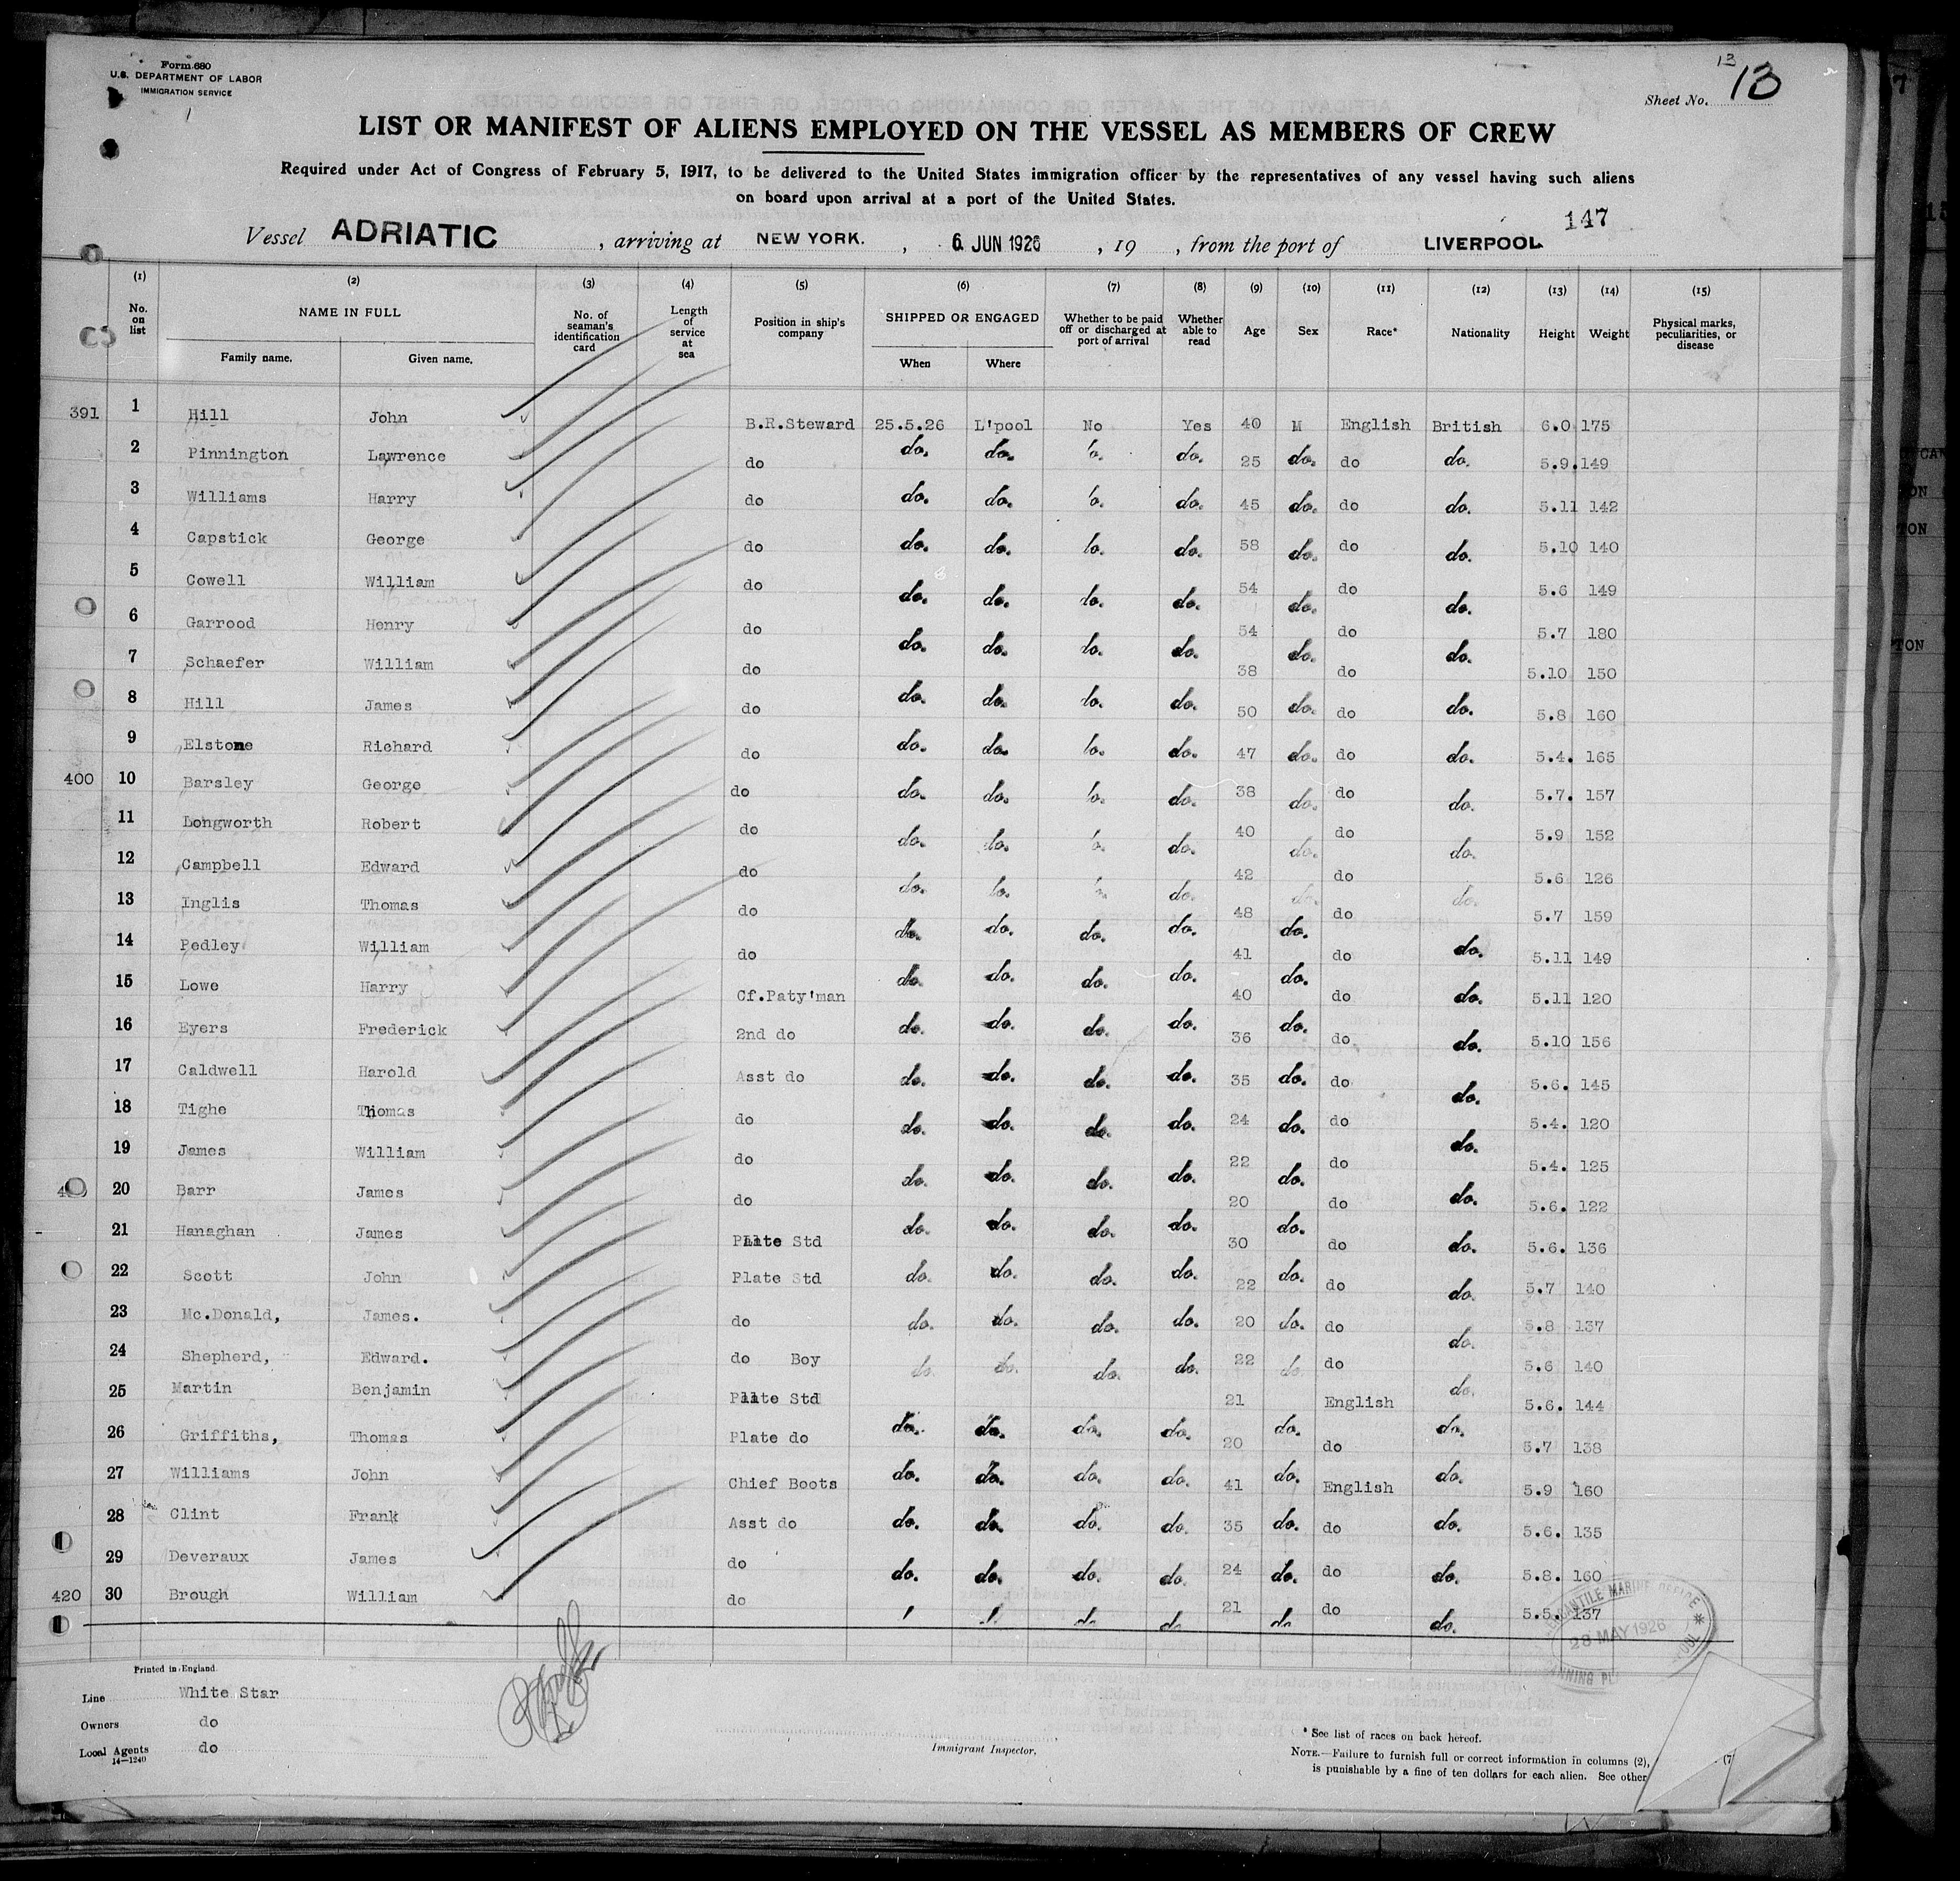 Form 680
U.S. DEPARTMENT OF LABOR
IMMIGRATION SERVICE
13
Sheet No. 13
LIST OR MANIFEST OF ALIENS EMPLOYED ON THE VESSEL AS MEMBERS OF CREW
Required under Act of Congress of February 5, 1917, to be delivered to the United States immigration officer by the representatives of any vessel having such aliens
on board upon arrival at a port of the United States.
147
Vessel ADRIATIC , arriving at NEW YORK. , 6 JUN 1926 , 19 , from the port of LIVERPOOL
(1) (2) (3) (4) (5) (6) (7) (8) (9) (10) (11) (12) (13) (14) (15)
No. on list NAME IN FULL No. of seaman's identification card Length of service at sea Position in ship's company SHIPPED OR ENGAGED Whether to be paid off or discharged at port of arrival Whether able to read Age Sex Race* Nationality Height Weight Physical marks, peculiarities, or disease
Family name. Given name. When Where
391 1 Hill John B.R.Steward 25.5.26 L'pool No Yes 40 M English British 6.0 175
2 Pinnington Lawrence do do. do. do. do. 25 do. do do. 5.9. 149
3 Williams Harry do do. do. do. do. 45 do. do do. 5.11 142
4 Capstick George do do. do. do. do. 58 do. do do. 5.10 140
5 Cowell William do do. do. do. do. 54 do. do do. 5.6 149
6 Garrood Henry do do. do. do. do. 54 do. do do. 5.7 180
7 Schaefer William do do. do. do. do. 38 do. do do. 5.10 150
8 Hill James do do. do. do. do. 50 do. do do. 5.8 160
9 Elstone Richard do do. do. do. do. 47 do. do do. 5.4. 165
400 10 Barsley George do do. do. do. do. 38 do. do do. 5.7. 157
11 Longworth Robert do do. do. do. do. 40 do. do do. 5.9 152
12 Campbell Edward do do. do. do. do. 42 do. do do. 5.6 126
13 Inglis Thomas do do. do. do. do. 48 do. do do. 5.7 159
14 Pedley William do do. do. do. do. 41 do. do do. 5.11 149
15 Lowe Harry Cf.Paty'man do. do. do. do. 40 do. do do. 5.11 120
16 Eyers Frederick 2nd do do. do. do. do. 36 do. do do. 5.10 156
17 Caldwell Harold Asst do do. do. do. do. 35 do. do do. 5.6. 145
18 Tighe Thomas do do. do. do. do. 24 do. do do. 5.4. 120
19 James William do do. do. do. do. 22 do. do do. 5.4. 125
20 Barr James do do. do. do. do. 20 do. do do. 5.6. 122
21 Hanaghan James Plate Std do. do. do. do. 30 do. do do. 5.6. 136
22 Scott John Plate Std do. do. do. do. 22 do. do do. 5.7 140
23 Mc.Donald, James. do do. do. do. do. 20 do. do do. 5.8 137
24 Shepherd, Edward. do Boy do. do. do. do. 22 do. do do. 5.6 140
25 Martin Benjamin Plate Std 21 English 5.6. 144
26 Griffiths, Thomas Plate do do. do. do. do. 20 do. do do. 5.7 138
27 Williams John Chief Boots do. do. do. do. 41 do. English do. 5.9 160
28 Clint Frank Asst do do. do. do. do. 35 do. do do. 5.6. 135
29 Deveraux James do do. do. do. do. 24 do. do do. 5.8. 160
420 30 Brough William do do. do. 21 do do do. 5.5. 137
MERCANTILE MARINE OFFICE
28 MAY 1926
Printed in England.
Line White Star
Owners do
Local Agents do
14—1240
Immigrant Inspector.
* See list of races on back hereof.
NOTE.—Failure to furnish full or correct information in columns (2), (7
is punishable by a fine of ten dollars for each alien. See other